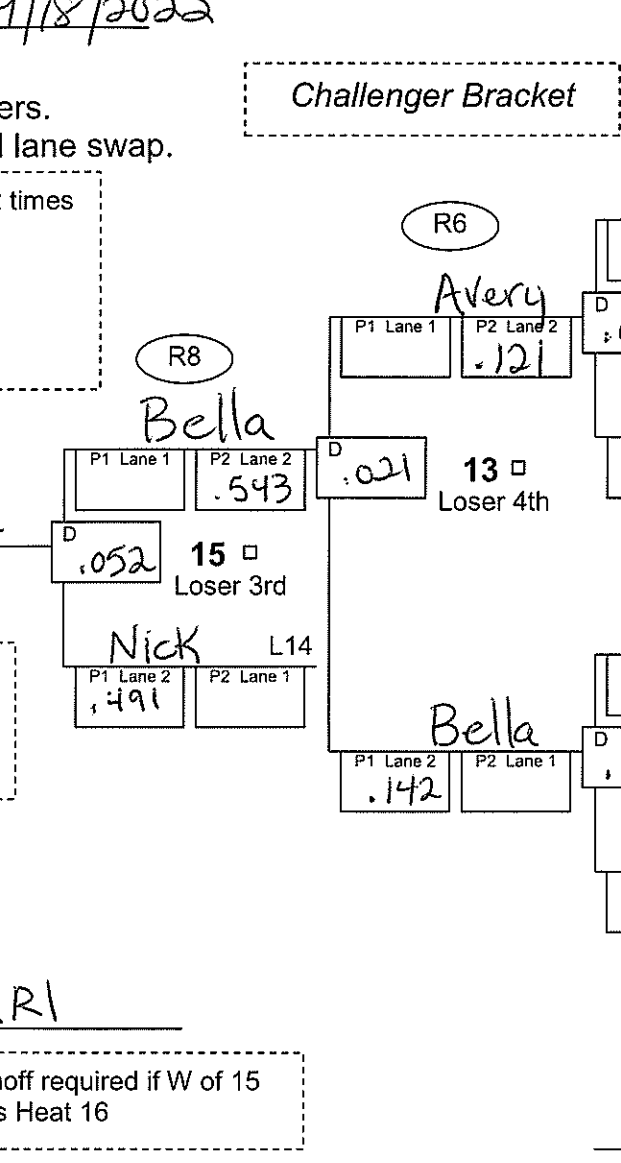 /18/2022
Challenger Bracket
ers.
lane swap.
times
R6
Avery
P1 Lane 1
P2 Lane 2
D
.121
R8
Bella
P1 Lane 1
P2 Lane 2
.543
D
.021
13
Loser 4th
D
.052
15
Loser 3rd
Nick
L14
P1 Lane 2
P2 Lane 1
.491
Bella
P1 Lane 2
P2 Lane 1
D
.142
RI
noff required if W of 15
s Heat 16